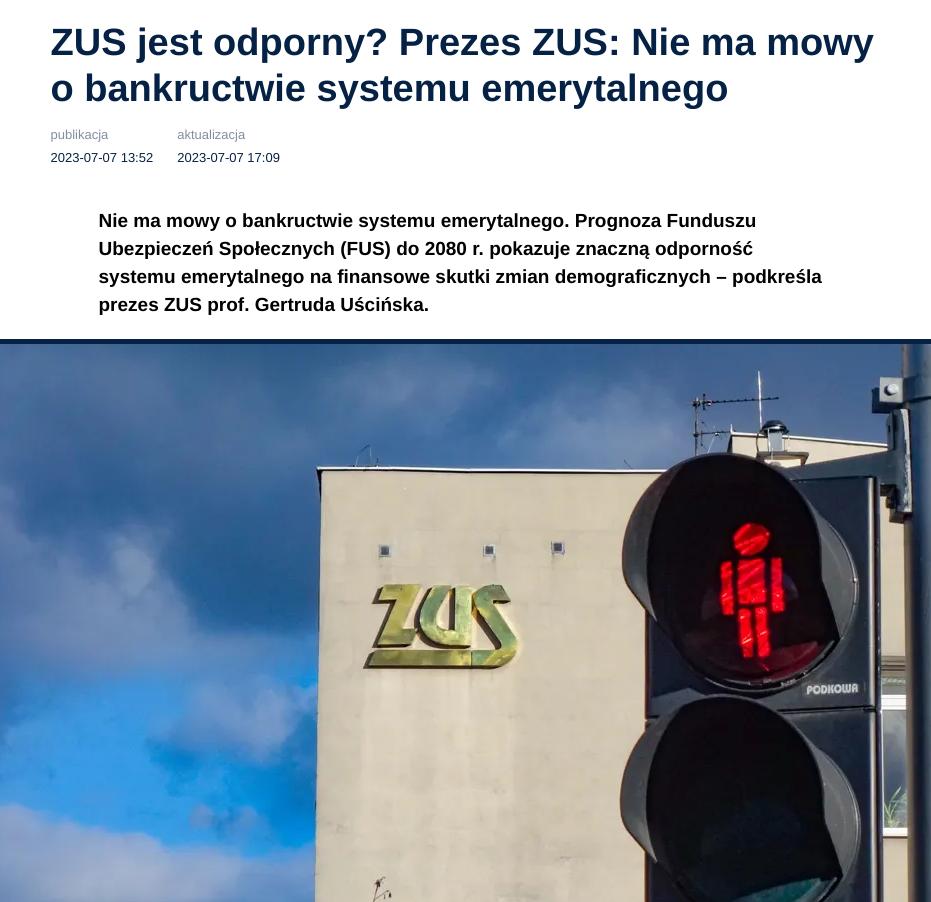 ZUS jest odporny? Prezes ZUS: Nie ma mowy
o bankructwie systemu emerytalnego
publikacja aktualizacja
2023-07-07 13:52 2023-07-07 17:09
Nie ma mowy o bankructwie systemu emerytalnego. Prognoza Funduszu
Ubezpieczeń Społecznych (FUS) do 2080 r. pokazuje znaczną odporność
systemu emerytalnego na finansowe skutki zmian demograficznych – podkreśla
prezes ZUS prof. Gertruda Uścińska.
ZUS
PODKOWA